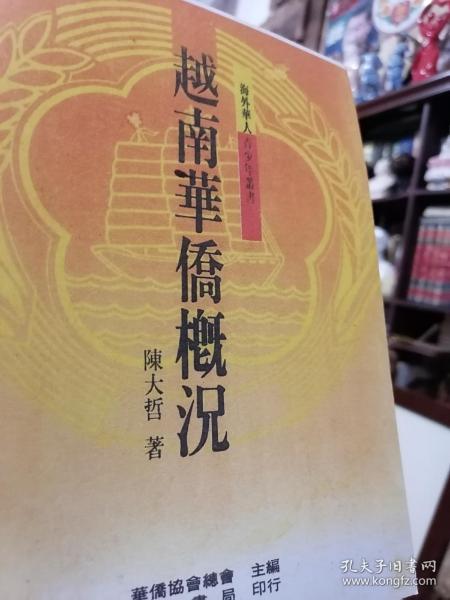 海外華人青少年叢書
越南華僑概況
陳大哲 著
華僑協會總會 主編
書局 印行
孔夫子旧书网
www.kongfz.com